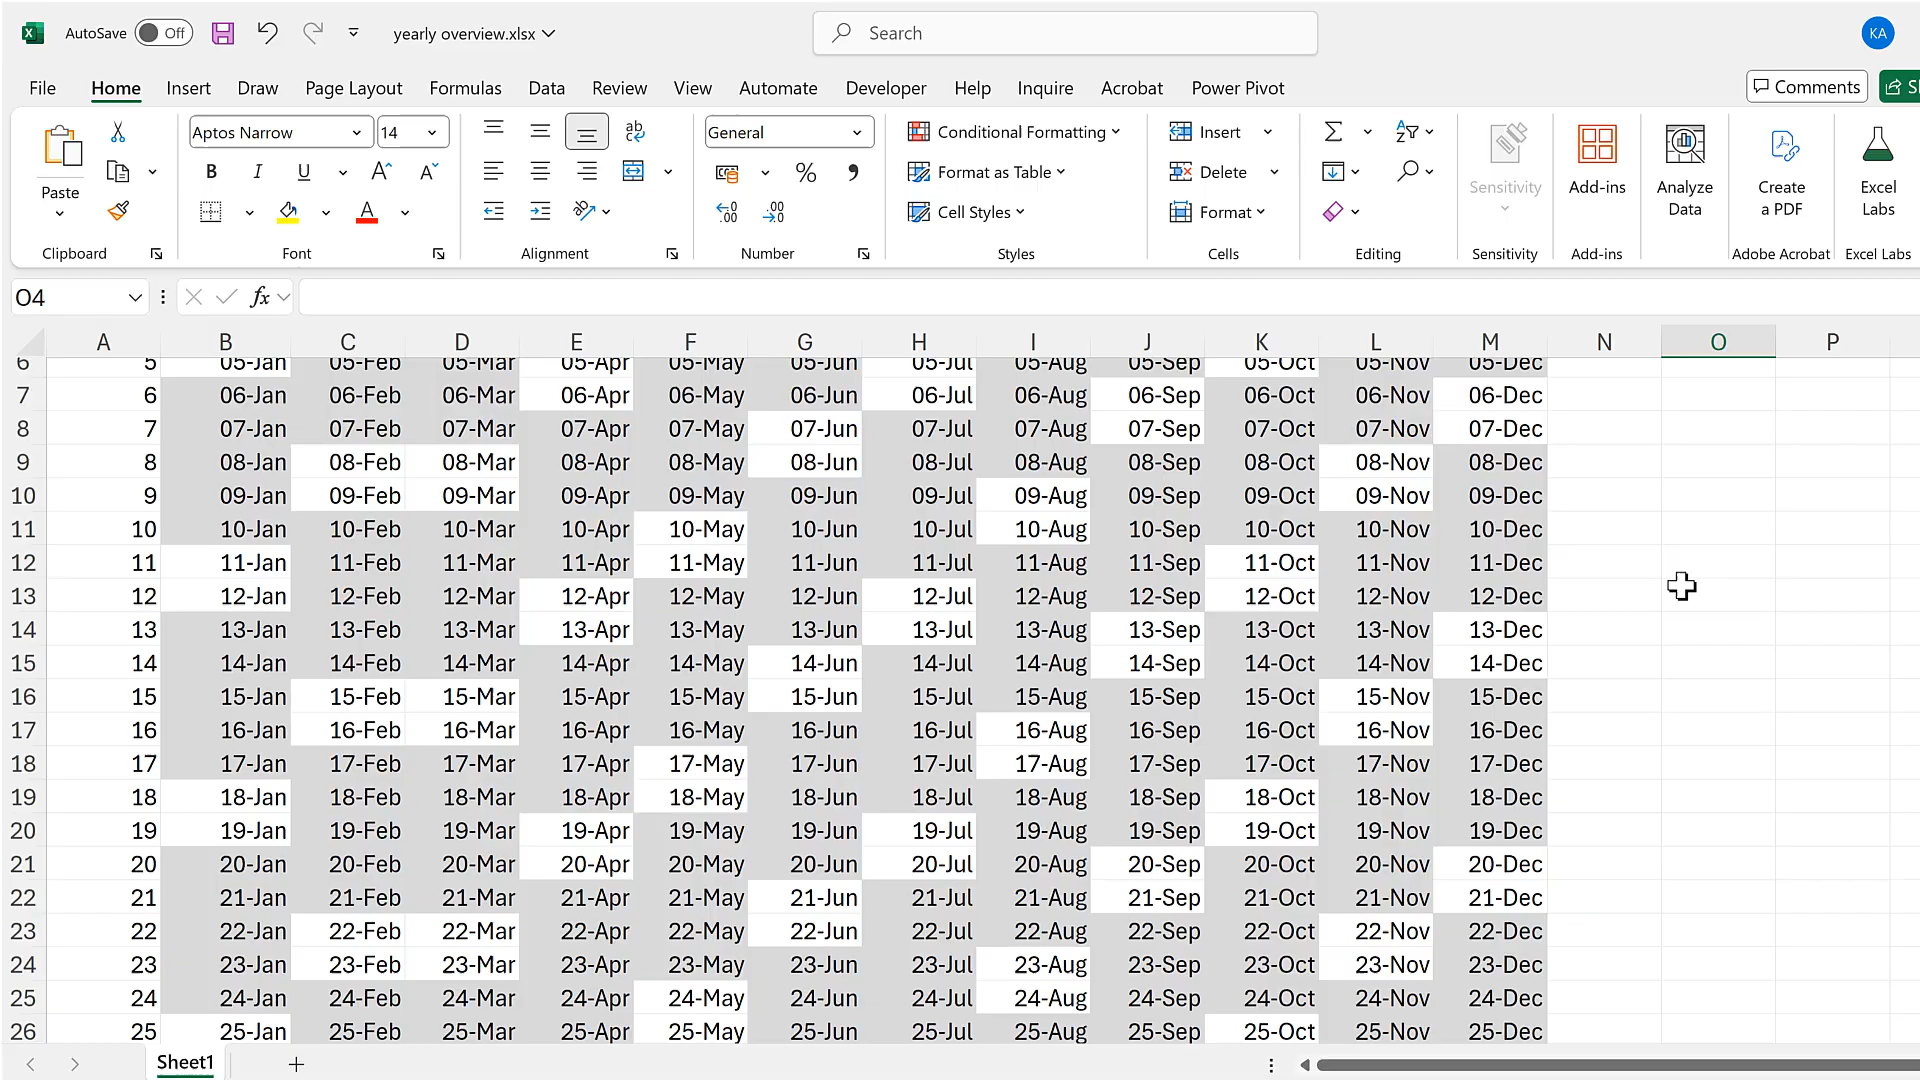 AutoSave Off yearly overview.xlsx Search KA
File Home Insert Draw Page Layout Formulas Data Review View Automate Developer Help Inquire Acrobat Power Pivot Comments
Aptos Narrow 14 General Conditional Formatting Insert
Paste B I U Format as Table Delete Sensitivity Add-ins Analyze Data Create a PDF Excel Labs
Cell Styles Format
Clipboard Font Alignment Number Styles Cells Editing Sensitivity Add-ins Adobe Acrobat Excel Labs
O4 fx
A B C D E F G H I J K L M N O P
6 5 05-Jan 05-Feb 05-Mar 05-Apr 05-May 05-Jun 05-Jul 05-Aug 05-Sep 05-Oct 05-Nov 05-Dec
7 6 06-Jan 06-Feb 06-Mar 06-Apr 06-May 06-Jun 06-Jul 06-Aug 06-Sep 06-Oct 06-Nov 06-Dec
8 7 07-Jan 07-Feb 07-Mar 07-Apr 07-May 07-Jun 07-Jul 07-Aug 07-Sep 07-Oct 07-Nov 07-Dec
9 8 08-Jan 08-Feb 08-Mar 08-Apr 08-May 08-Jun 08-Jul 08-Aug 08-Sep 08-Oct 08-Nov 08-Dec
10 9 09-Jan 09-Feb 09-Mar 09-Apr 09-May 09-Jun 09-Jul 09-Aug 09-Sep 09-Oct 09-Nov 09-Dec
11 10 10-Jan 10-Feb 10-Mar 10-Apr 10-May 10-Jun 10-Jul 10-Aug 10-Sep 10-Oct 10-Nov 10-Dec
12 11 11-Jan 11-Feb 11-Mar 11-Apr 11-May 11-Jun 11-Jul 11-Aug 11-Sep 11-Oct 11-Nov 11-Dec
13 12 12-Jan 12-Feb 12-Mar 12-Apr 12-May 12-Jun 12-Jul 12-Aug 12-Sep 12-Oct 12-Nov 12-Dec
14 13 13-Jan 13-Feb 13-Mar 13-Apr 13-May 13-Jun 13-Jul 13-Aug 13-Sep 13-Oct 13-Nov 13-Dec
15 14 14-Jan 14-Feb 14-Mar 14-Apr 14-May 14-Jun 14-Jul 14-Aug 14-Sep 14-Oct 14-Nov 14-Dec
16 15 15-Jan 15-Feb 15-Mar 15-Apr 15-May 15-Jun 15-Jul 15-Aug 15-Sep 15-Oct 15-Nov 15-Dec
17 16 16-Jan 16-Feb 16-Mar 16-Apr 16-May 16-Jun 16-Jul 16-Aug 16-Sep 16-Oct 16-Nov 16-Dec
18 17 17-Jan 17-Feb 17-Mar 17-Apr 17-May 17-Jun 17-Jul 17-Aug 17-Sep 17-Oct 17-Nov 17-Dec
19 18 18-Jan 18-Feb 18-Mar 18-Apr 18-May 18-Jun 18-Jul 18-Aug 18-Sep 18-Oct 18-Nov 18-Dec
20 19 19-Jan 19-Feb 19-Mar 19-Apr 19-May 19-Jun 19-Jul 19-Aug 19-Sep 19-Oct 19-Nov 19-Dec
21 20 20-Jan 20-Feb 20-Mar 20-Apr 20-May 20-Jun 20-Jul 20-Aug 20-Sep 20-Oct 20-Nov 20-Dec
22 21 21-Jan 21-Feb 21-Mar 21-Apr 21-May 21-Jun 21-Jul 21-Aug 21-Sep 21-Oct 21-Nov 21-Dec
23 22 22-Jan 22-Feb 22-Mar 22-Apr 22-May 22-Jun 22-Jul 22-Aug 22-Sep 22-Oct 22-Nov 22-Dec
24 23 23-Jan 23-Feb 23-Mar 23-Apr 23-May 23-Jun 23-Jul 23-Aug 23-Sep 23-Oct 23-Nov 23-Dec
25 24 24-Jan 24-Feb 24-Mar 24-Apr 24-May 24-Jun 24-Jul 24-Aug 24-Sep 24-Oct 24-Nov 24-Dec
26 25 25-Jan 25-Feb 25-Mar 25-Apr 25-May 25-Jun 25-Jul 25-Aug 25-Sep 25-Oct 25-Nov 25-Dec
Sheet1